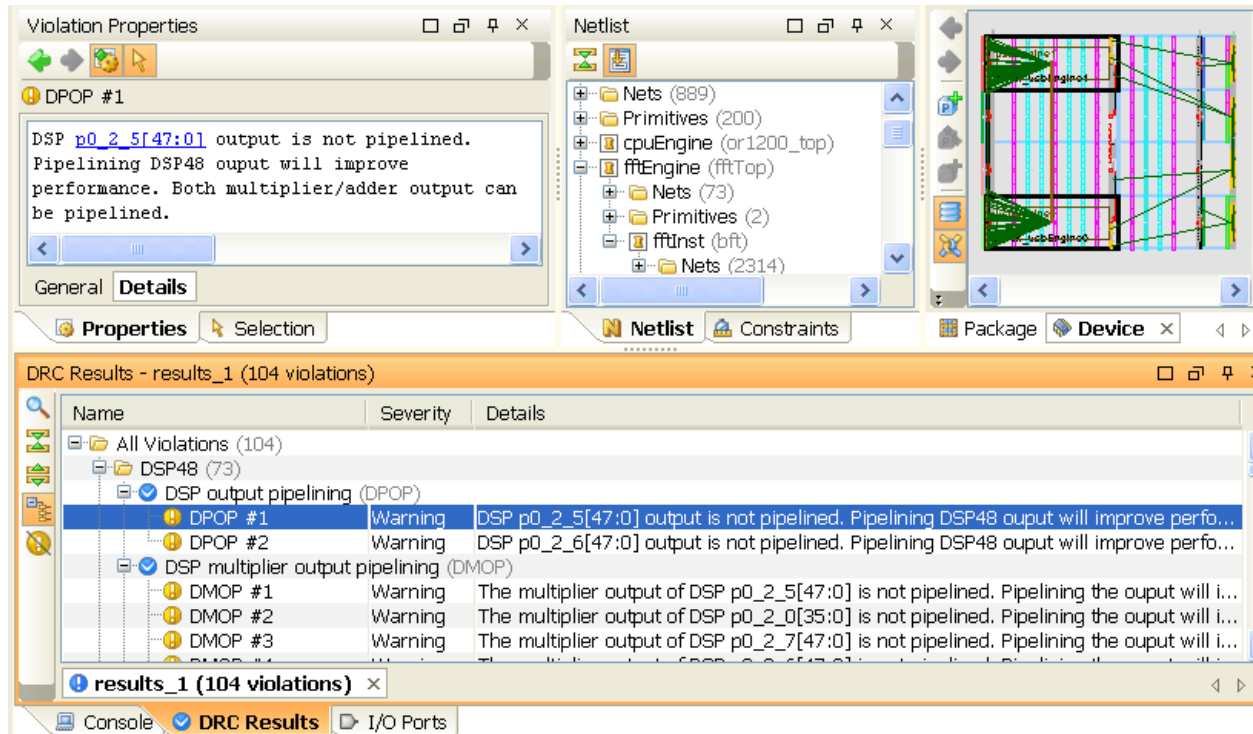 Violation Properties
DPOP #1
DSP p0_2_5[47:0] output is not pipelined.
Pipelining DSP48 ouput will improve
performance. Both multiplier/adder output can
be pipelined.
General Details
Properties Selection
Netlist
Nets (889)
Primitives (200)
cpuEngine (or1200_top)
fftEngine (fftTop)
Nets (73)
Primitives (2)
fftInst (bft)
Nets (2314)
Netlist Constraints
Package Device
DRC Results - results_1 (104 violations)
Name Severity Details
All Violations (104)
DSP48 (73)
DSP output pipelining (DPOP)
DPOP #1 Warning DSP p0_2_5[47:0] output is not pipelined. Pipelining DSP48 ouput will improve perfo...
DPOP #2 Warning DSP p0_2_6[47:0] output is not pipelined. Pipelining DSP48 ouput will improve perfo...
DSP multiplier output pipelining (DMOP)
DMOP #1 Warning The multiplier output of DSP p0_2_5[47:0] is not pipelined. Pipelining the ouput will i...
DMOP #2 Warning The multiplier output of DSP p0_2_0[35:0] is not pipelined. Pipelining the ouput will i...
DMOP #3 Warning The multiplier output of DSP p0_2_7[47:0] is not pipelined. Pipelining the ouput will i...
results_1 (104 violations)
Console DRC Results I/O Ports